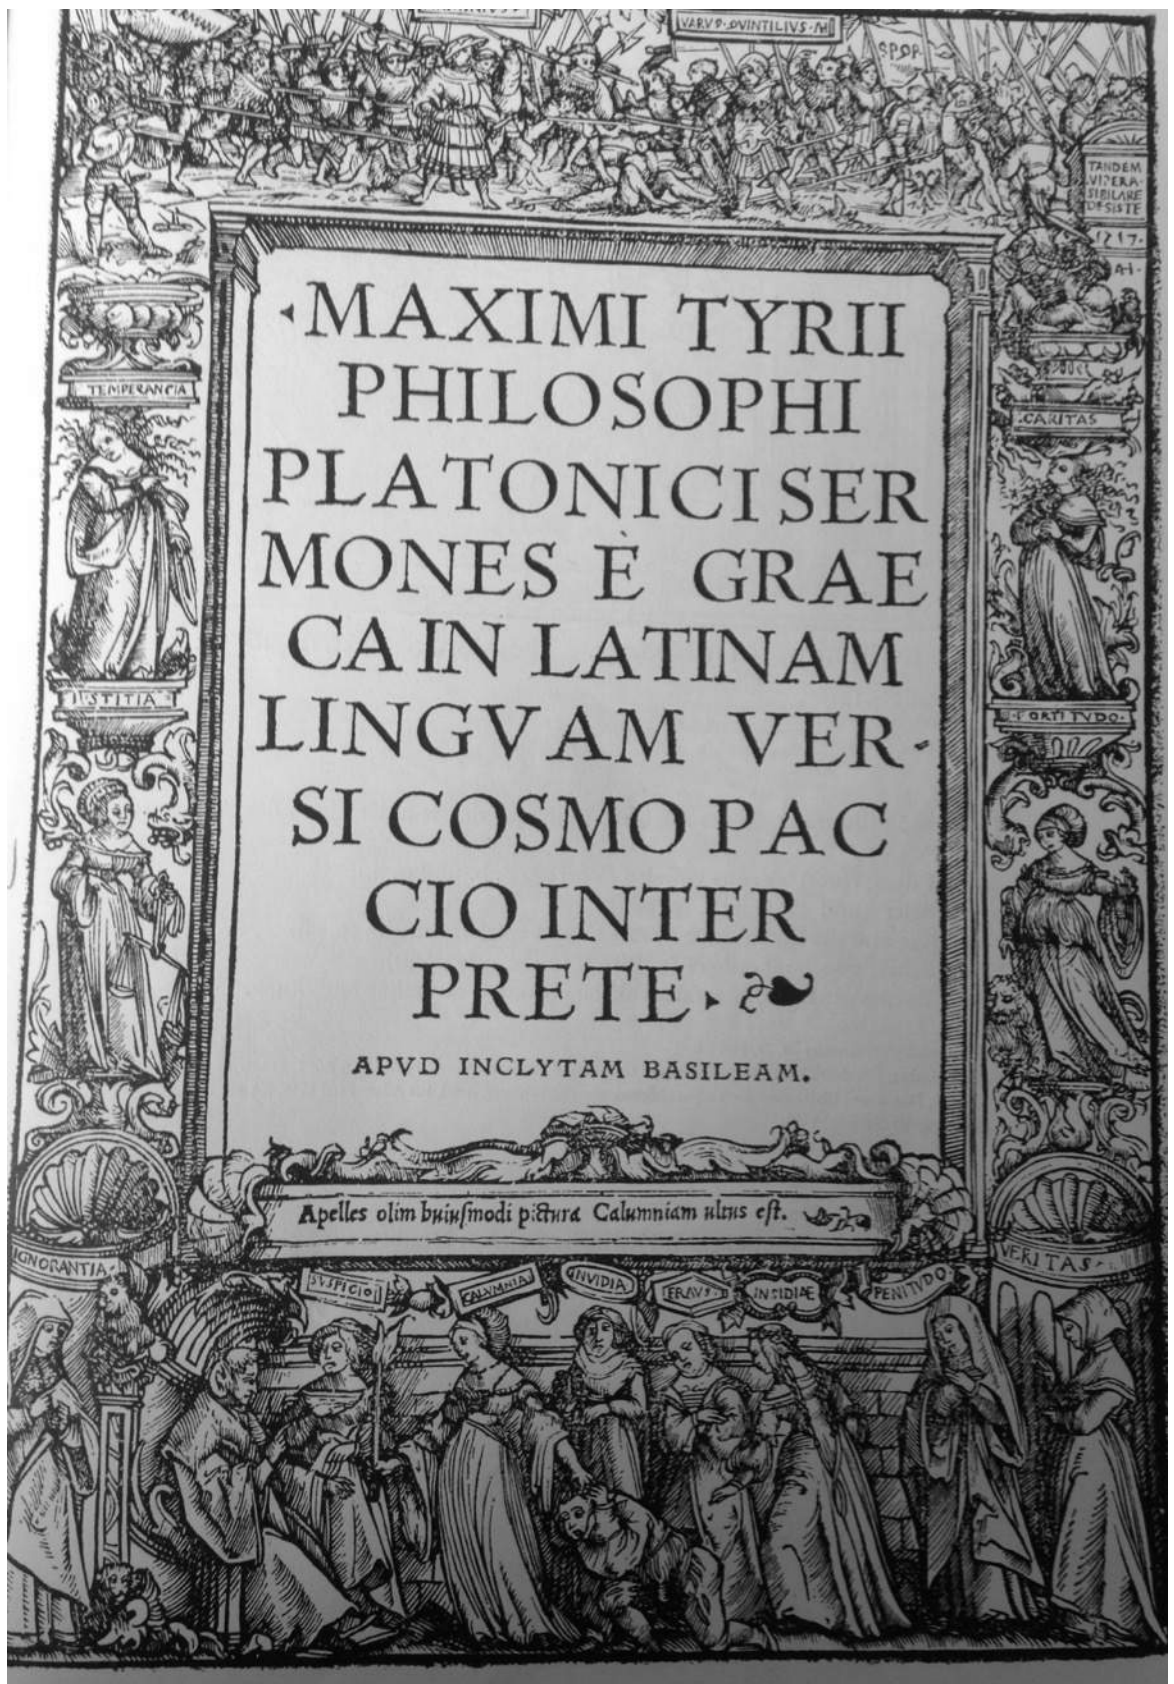 VARVS · QVINTILIVS ·
SPQR
TANDEM
VIPERA
SIBILARE
DESISTE
1517·
A·H·
·MAXIMI TYRII
PHILOSOPHI
PLATONICI SER
MONES È GRAE
CA IN LATINAM
LINGVAM VER·
SI COSMO PAC
CIO INTER
PRETE·
APVD INCLYTAM BASILEAM.
TEMPERANCIA
IVSTITIA
·CARITAS
·FORTITVDO·
Apelles olim huiuſmodi pictura Calumniam ultus eſt.
IGNORANTIA·
SVSPICIO
CALVMNIA
INVIDIA
FRAVS
INSIDIAE
PENITVDO
VERITAS·